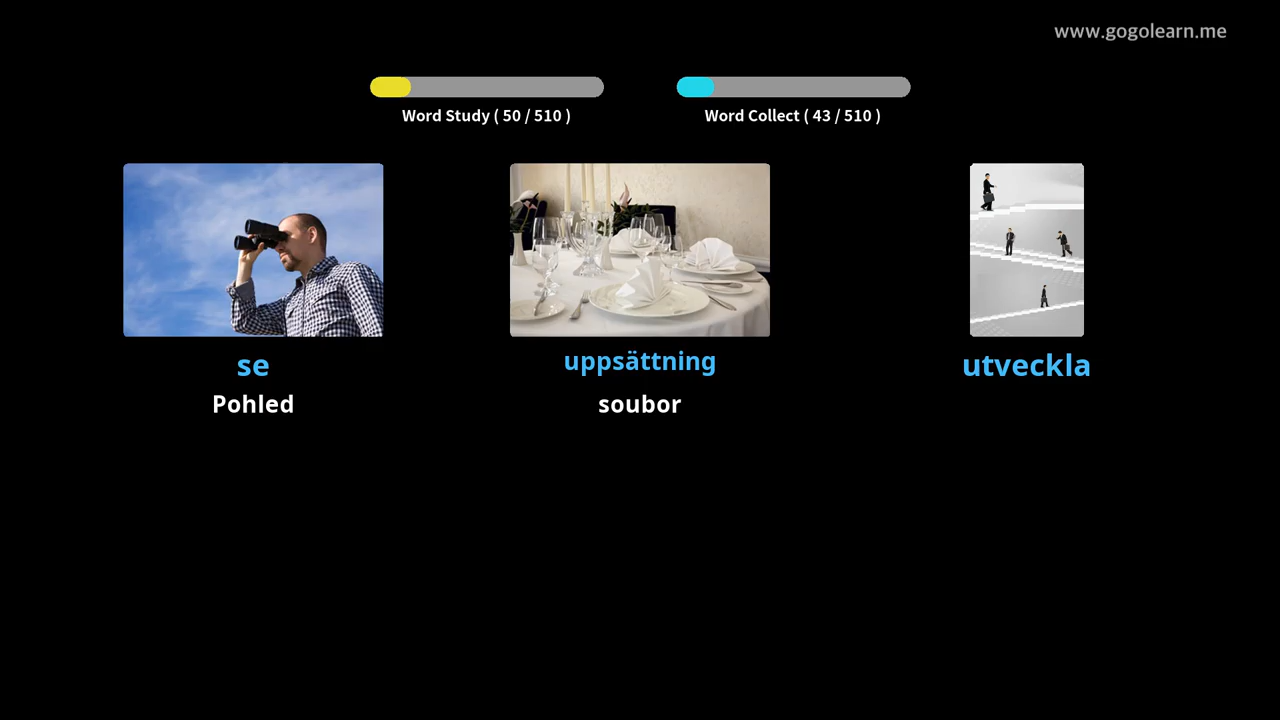 www.gogolearn.me
Word Study ( 50 / 510 )
Word Collect ( 43 / 510 )
se
uppsättning
utveckla
Pohled
soubor